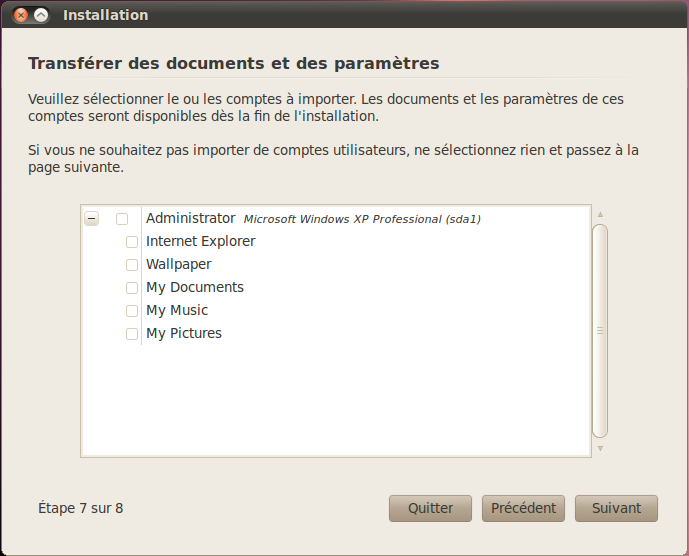 Installation
Transférer des documents et des paramètres
Veuillez sélectionner le ou les comptes à importer. Les documents et les paramètres de ces
comptes seront disponibles dès la fin de l'installation.
Si vous ne souhaitez pas importer de comptes utilisateurs, ne sélectionnez rien et passez à la
page suivante.
Administrator Microsoft Windows XP Professional (sda1)
Internet Explorer
Wallpaper
My Documents
My Music
My Pictures
Étape 7 sur 8 Quitter Précédent Suivant